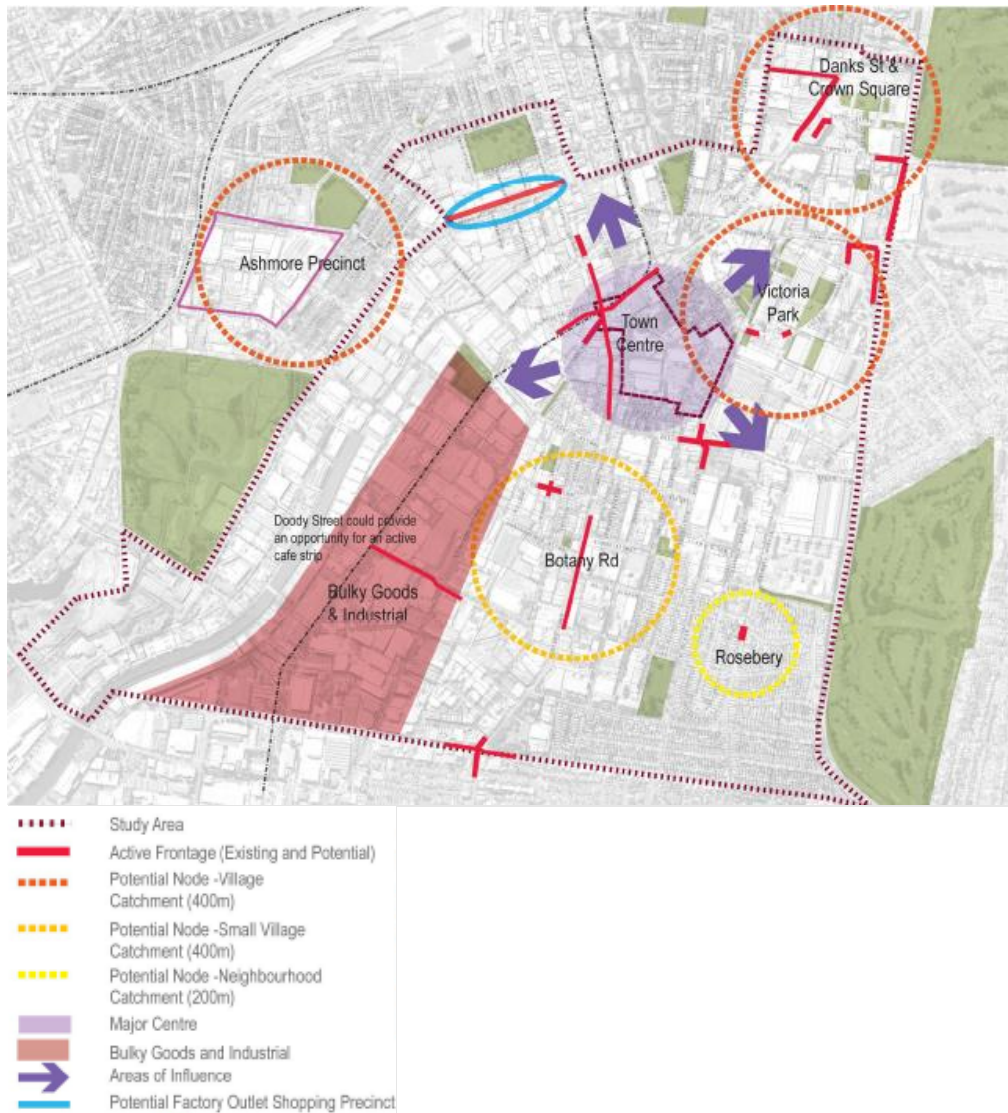 Danks St &
Crown Square
Ashmore Precinct
Victoria
Park
Town
Centre
Doody Street could provide
an opportunity for an active
cafe strip
Bulky Goods
& Industrial
Botany Rd
Rosebery
Study Area
Active Frontage (Existing and Potential)
Potential Node -Village
Catchment (400m)
Potential Node -Small Village
Catchment (400m)
Potential Node -Neighbourhood
Catchment (200m)
Major Centre
Bulky Goods and Industrial
Areas of Influence
Potential Factory Outlet Shopping Precinct